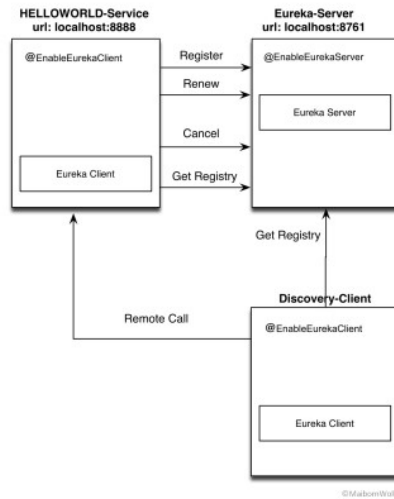 HELLOWORLD-Service
url: localhost:8888
Eureka-Server
url: localhost:8761
@EnableEurekaClient
Register
@EnableEurekaServer
Renew
Eureka Server
Cancel
Eureka Client
Get Registry
Get Registry
Discovery-Client
Remote Call
@EnableEurekaClient
Eureka Client